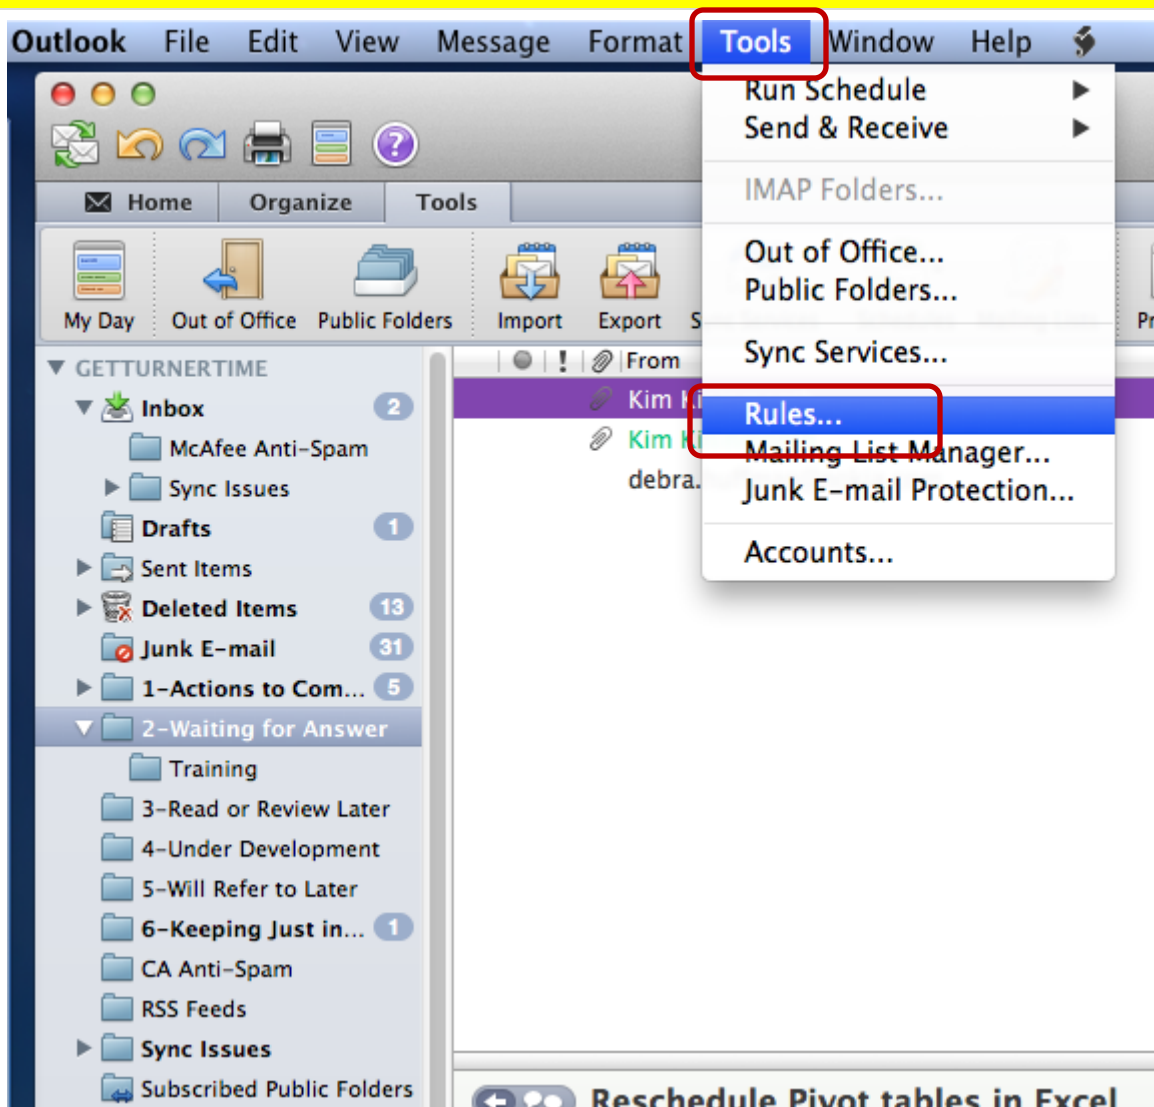 Outlook File Edit View Message Format Tools Window Help
Run Schedule
Send & Receive
IMAP Folders...
Out of Office...
Public Folders...
Sync Services...
Rules...
Mailing List Manager...
Junk E-mail Protection...
Accounts...
Home Organize Tools
My Day Out of Office Public Folders Import Export
GETTURNERTIME
Inbox 2
McAfee Anti-Spam
Sync Issues
Drafts 1
Sent Items
Deleted Items 13
Junk E-mail 31
1-Actions to Com... 5
2-Waiting for Answer
Training
3-Read or Review Later
4-Under Development
5-Will Refer to Later
6-Keeping Just in... 1
CA Anti-Spam
RSS Feeds
Sync Issues
Subscribed Public Folders
! From
Kim
Kim
debra.
Reschedule Pivot tables in Excel